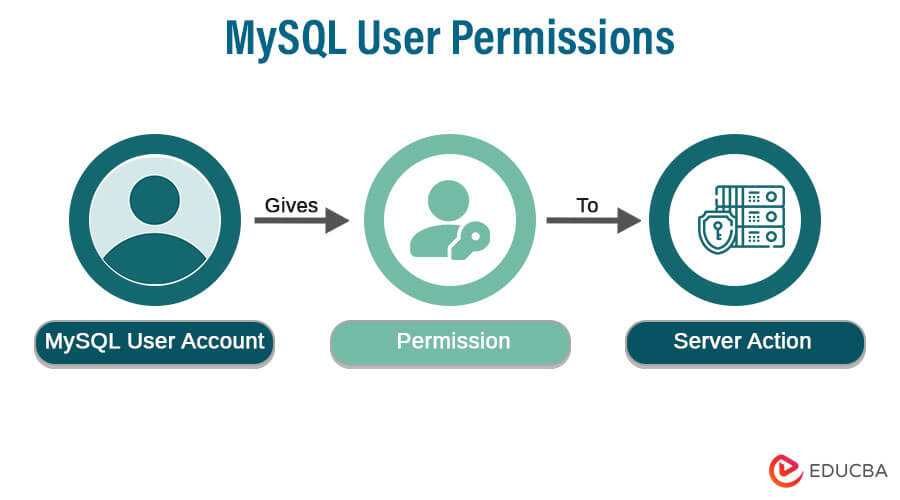 MySQL User Permissions
Gives
To
MySQL User Account
Permission
Server Action
EDUCBA